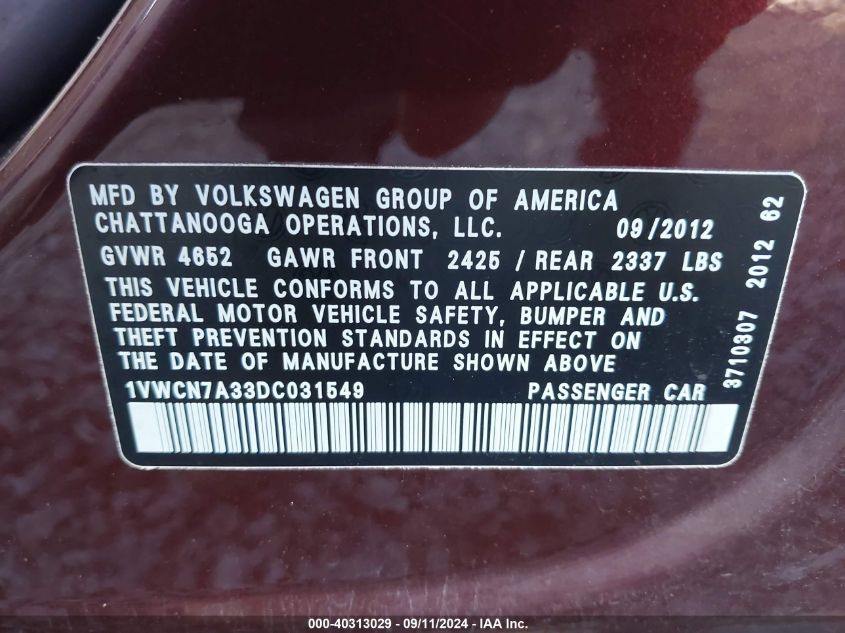 MFD BY VOLKSWAGEN GROUP OF AMERICA
CHATTANOOGA OPERATIONS, LLC. 09/2012
GVWR 4652 GAWR FRONT 2425 / REAR 2337 LBS
THIS VEHICLE CONFORMS TO ALL APPLICABLE U.S.
FEDERAL MOTOR VEHICLE SAFETY, BUMPER AND
THEFT PREVENTION STANDARDS IN EFFECT ON
THE DATE OF MANUFACTURE SHOWN ABOVE
1VWCN7A33DC031549 PASSENGER CAR
3710307 2012 62
000-40313029 - 09/11/2024 - IAA Inc.